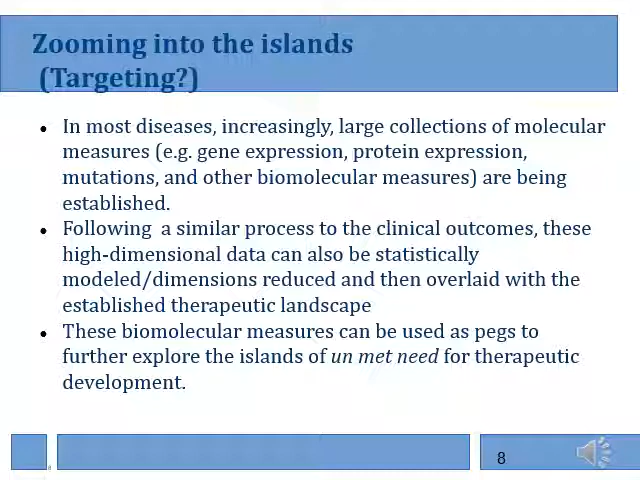 Zooming into the islands
(Targeting?)
• In most diseases, increasingly, large collections of molecular
measures (e.g. gene expression, protein expression,
mutations, and other biomolecular measures) are being
established.
• Following a similar process to the clinical outcomes, these
high-dimensional data can also be statistically
modeled/dimensions reduced and then overlaid with the
established therapeutic landscape
• These biomolecular measures can be used as pegs to
further explore the islands of un met need for therapeutic
development.
8